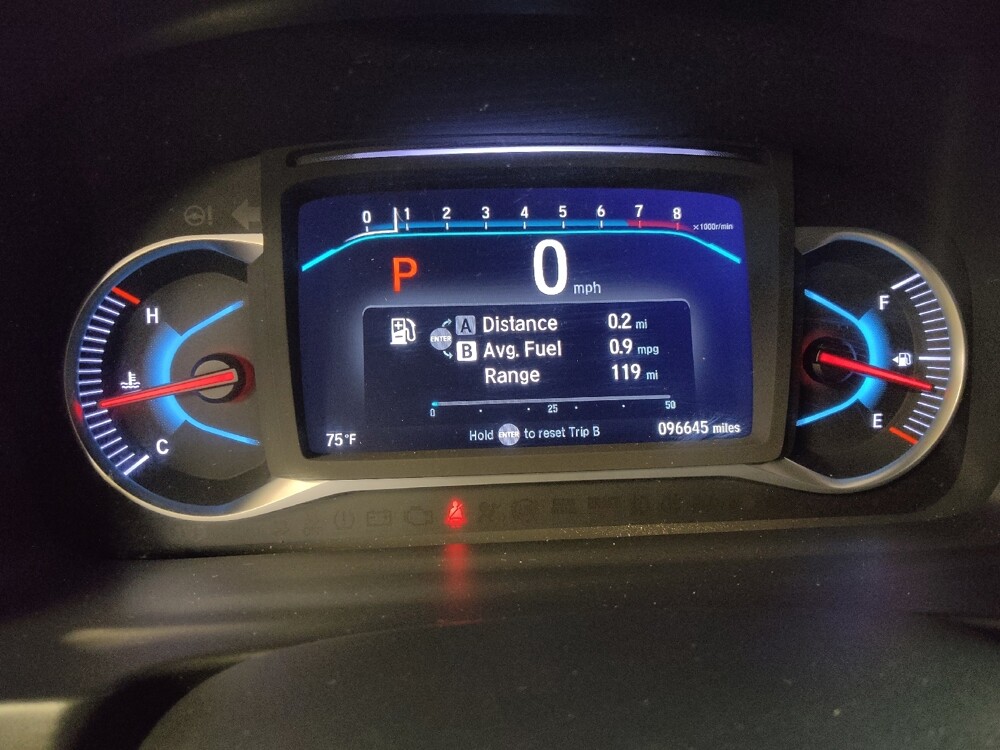 0 1 2 3 4 5 6 7 8 ×1000r/min
P 0 mph
H
F
A Distance 0.2 mi
ENTER
B Avg. Fuel 0.9 mpg
Range 119 mi
0 25 50
C
E
75°F Hold ENTER to reset Trip B 096645 miles